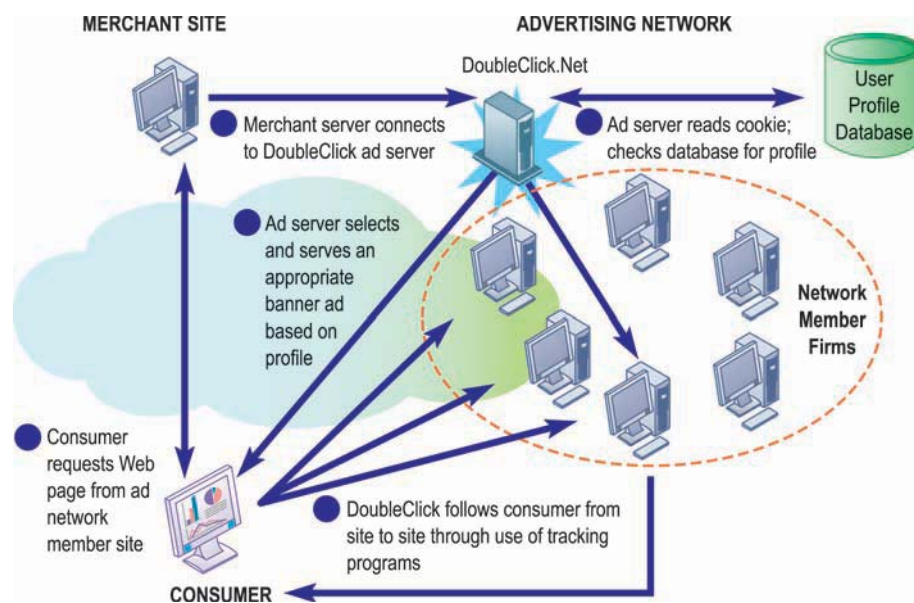 MERCHANT SITE
ADVERTISING NETWORK
DoubleClick.Net
User
Profile
Database
Merchant server connects
to DoubleClick ad server
Ad server reads cookie;
checks database for profile
Ad server selects
and serves an
appropriate
banner ad
based on
profile
Network
Member
Firms
Consumer
requests Web
page from ad
network
member site
DoubleClick follows consumer from
site to site through use of tracking
programs
CONSUMER